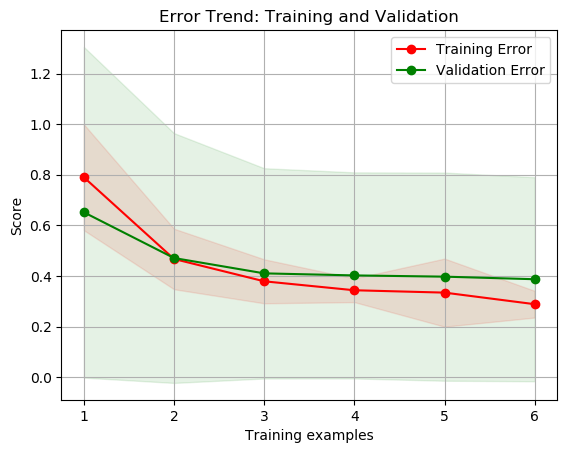 Error Trend: Training and Validation
Training Error
Validation Error
Score
1.2
1.0
0.8
0.6
0.4
0.2
0.0
1 2 3 4 5 6
Training examples